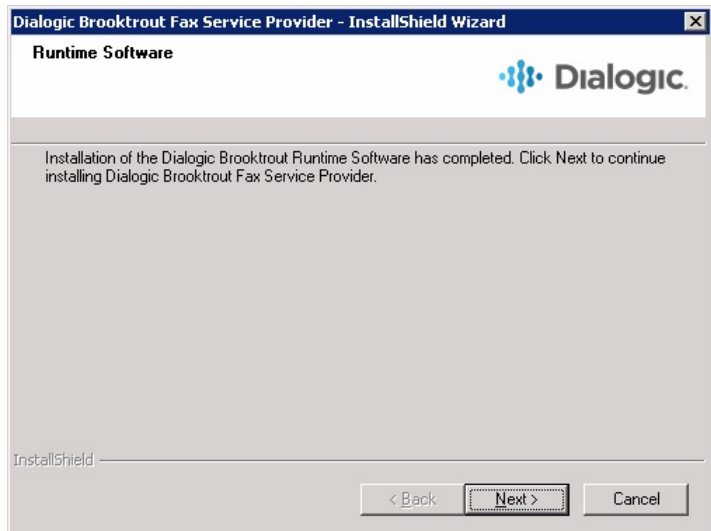 Dialogic Brooktrout Fax Service Provider - InstallShield Wizard
Runtime Software
Dialogic.
Installation of the Dialogic Brooktrout Runtime Software has completed. Click Next to continue
installing Dialogic Brooktrout Fax Service Provider.
InstallShield
< Back
Next >
Cancel